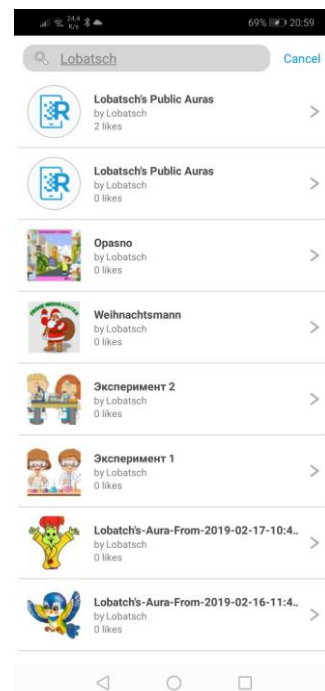 24,4
K/s
69% 20:59
Lobatsch
Cancel
Lobatsch's Public Auras
by Lobatsch
2 likes
Lobatsch's Public Auras
by Lobatsch
0 likes
Opasno
by Lobatsch
0 likes
Weihnachtsmann
by Lobatsch
0 likes
Эксперимент 2
by Lobatsch
0 likes
Эксперимент 1
by Lobatsch
0 likes
Lobatch's-Aura-From-2019-02-17-10:4..
by Lobatsch
0 likes
Lobatch's-Aura-From-2019-02-16-11:4..
by Lobatsch
0 likes